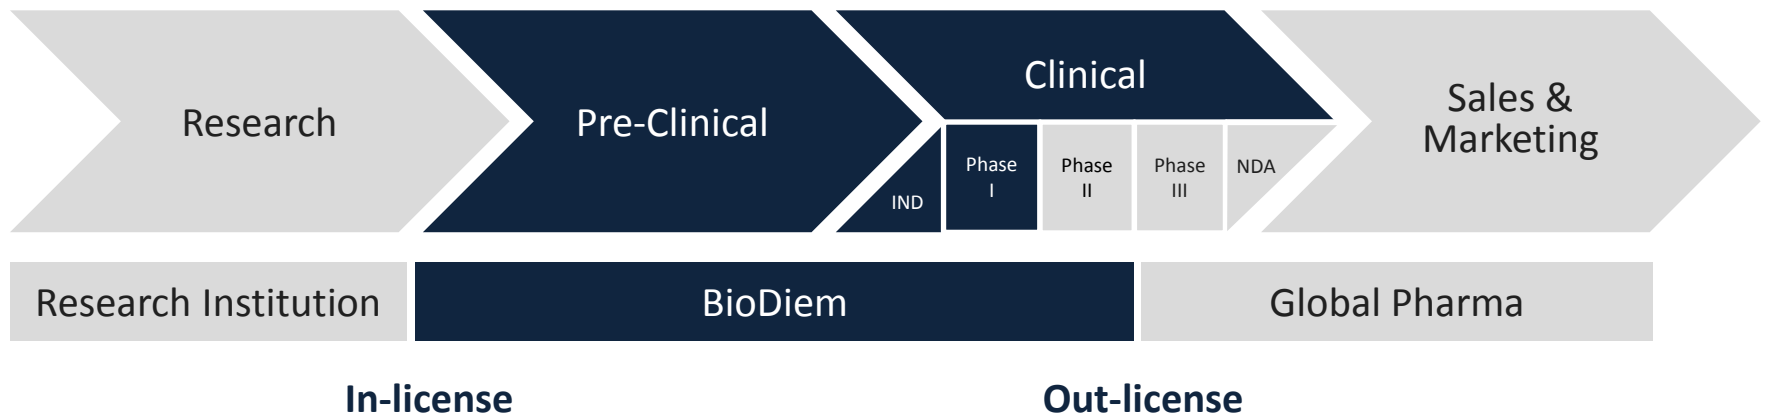 Research
Pre-Clinical
Clinical
IND
Phase
I
Phase
II
Phase
III
NDA
Sales &
Marketing
Research Institution
BioDiem
Global Pharma
In-license
Out-license